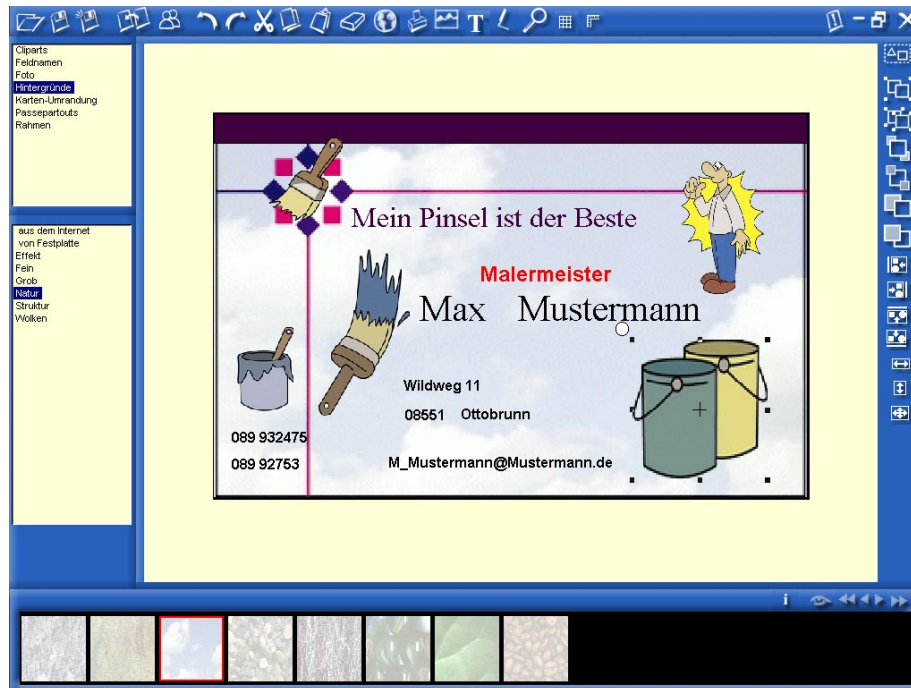 Cliparts
Feldnamen
Foto
Hintergründe
Karten-Umrandung
Passepartouts
Rahmen
aus dem Internet
von Festplatte
Effekt
Fein
Grob
Natur
Struktur
Wolken
Mein Pinsel ist der Beste
Malermeister
Max Mustermann
Wildweg 11
08551 Ottobrunn
089 932475
089 92753
M_Mustermann@Mustermann.de